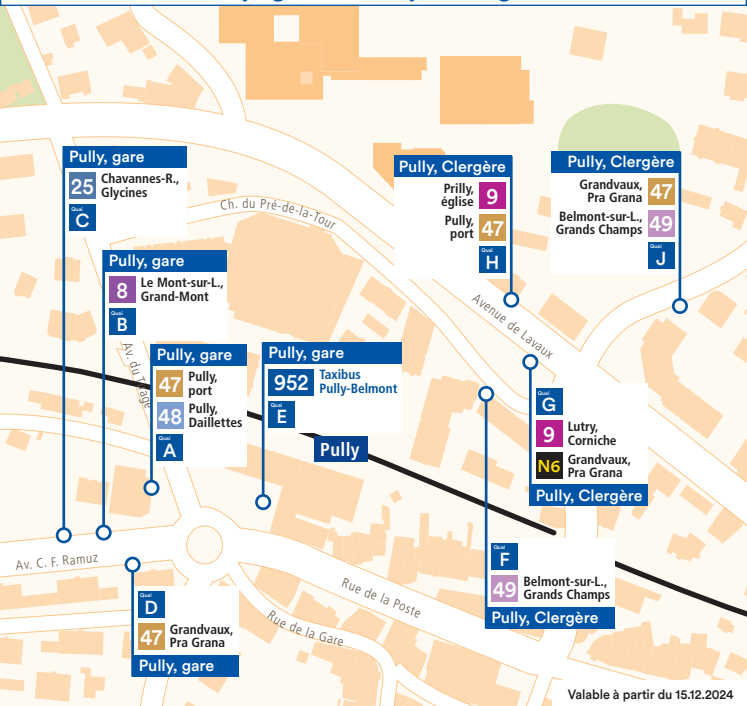 Pully, gare
25 Chavannes-R.,
Glycines
Quai
C
Pully, Clergère
Prilly,
église 9
Pully,
port 47
Quai
H
Pully, Clergère
Grandvaux,
Pra Grana 47
Belmont-sur-L.,
Grands Champs 49
Quai
J
Ch. du Pré-de-la-Tour
Pully, gare
8 Le Mont-sur-L.,
Grand-Mont
Quai
B
Avenue de Lavaux
Pully, gare
47 Pully,
port
48 Pully,
Daillettes
Quai
A
Pully, gare
952 Taxibus
Pully-Belmont
Quai
E
Pully
Quai
G
9 Lutry,
Corniche
N6 Grandvaux,
Pra Grana
Pully, Clergère
Quai
F
49 Belmont-sur-L.,
Grands Champs
Pully, Clergère
Av. C. F. Ramuz
Quai
D
47 Grandvaux,
Pra Grana
Pully, gare
Rue de la Poste
Rue de la Gare
Valable à partir du 15.12.2024